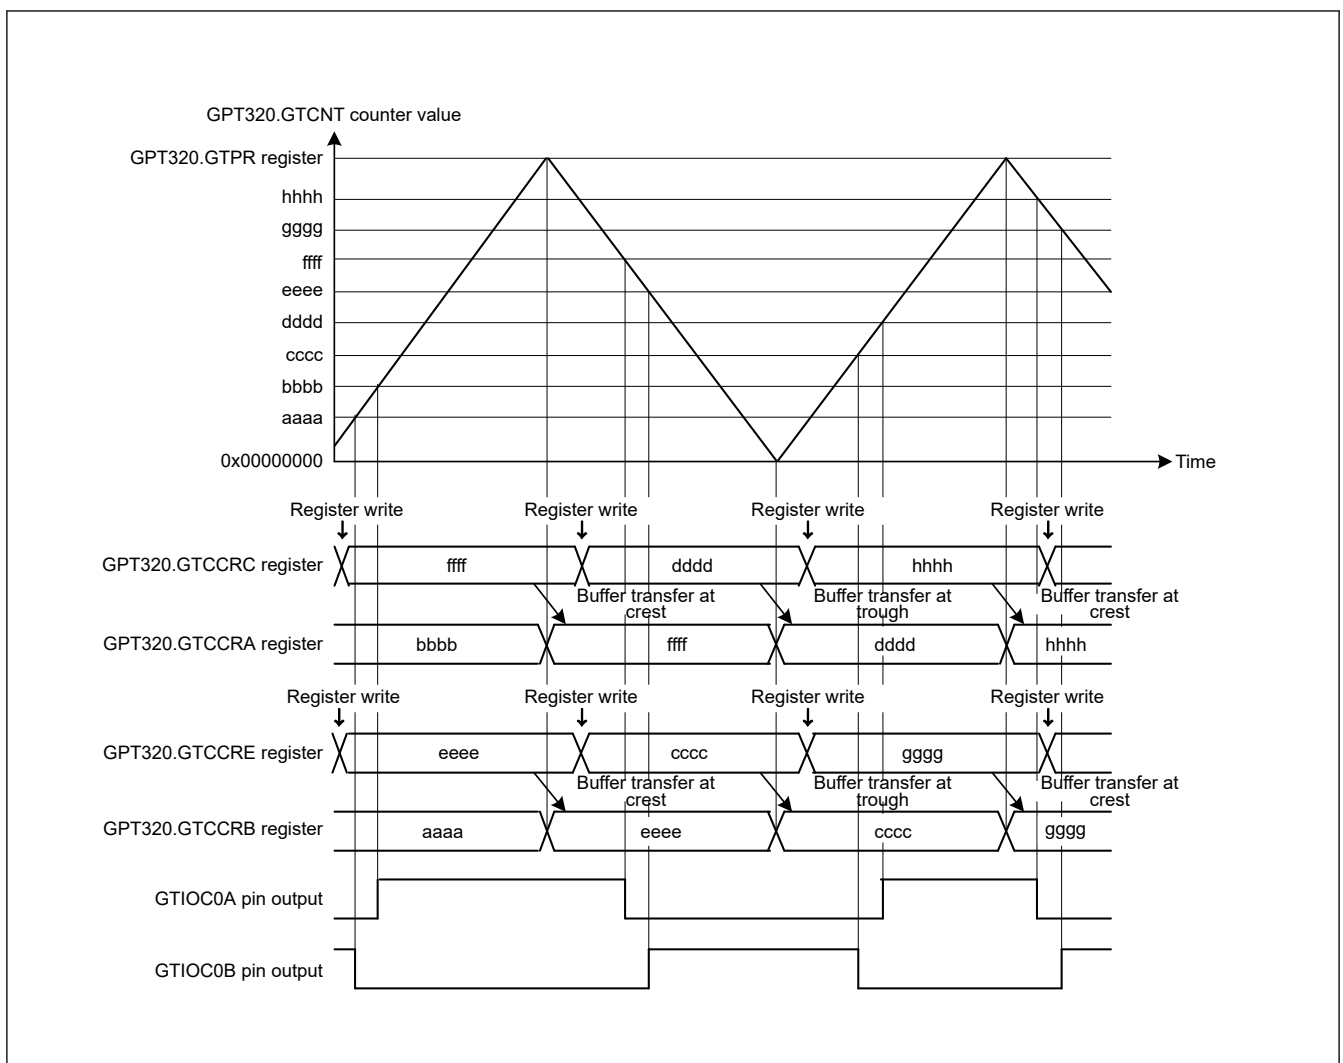 GPT320.GTCNT counter value
GPT320.GTPR register
hhhh
gggg
ffff
eeee
dddd
cccc
bbbb
aaaa
0x00000000
Time
Register write Register write Register write Register write
GPT320.GTCCRC register ffff dddd hhhh
Buffer transfer at Buffer transfer at Buffer transfer at
crest trough crest
GPT320.GTCCRA register bbbb ffff dddd hhhh
Register write Register write Register write Register write
GPT320.GTCCRE register eeee cccc gggg
Buffer transfer at Buffer transfer at Buffer transfer at
crest trough crest
GPT320.GTCCRB register aaaa eeee cccc gggg
GTIOC0A pin output
GTIOC0B pin output